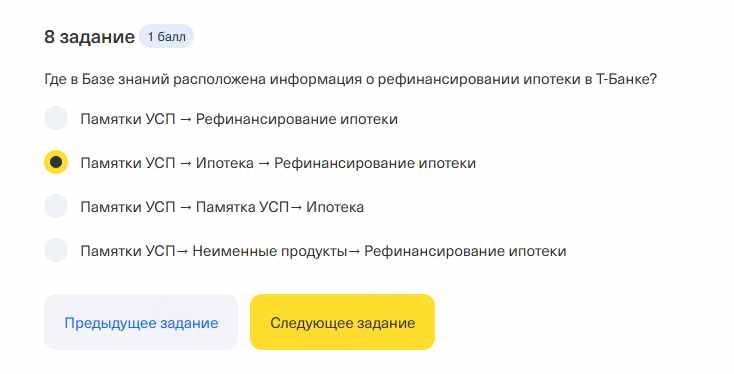 8 задание 1 балл
Где в Базе знаний расположена информация о рефинансировании ипотеки в Т-Банке?
Памятки УСП → Рефинансирование ипотеки
Памятки УСП → Ипотека → Рефинансирование ипотеки
Памятки УСП → Памятка УСП→ Ипотека
Памятки УСП→ Неименные продукты→ Рефинансирование ипотеки
Предыдущее задание Следующее задание